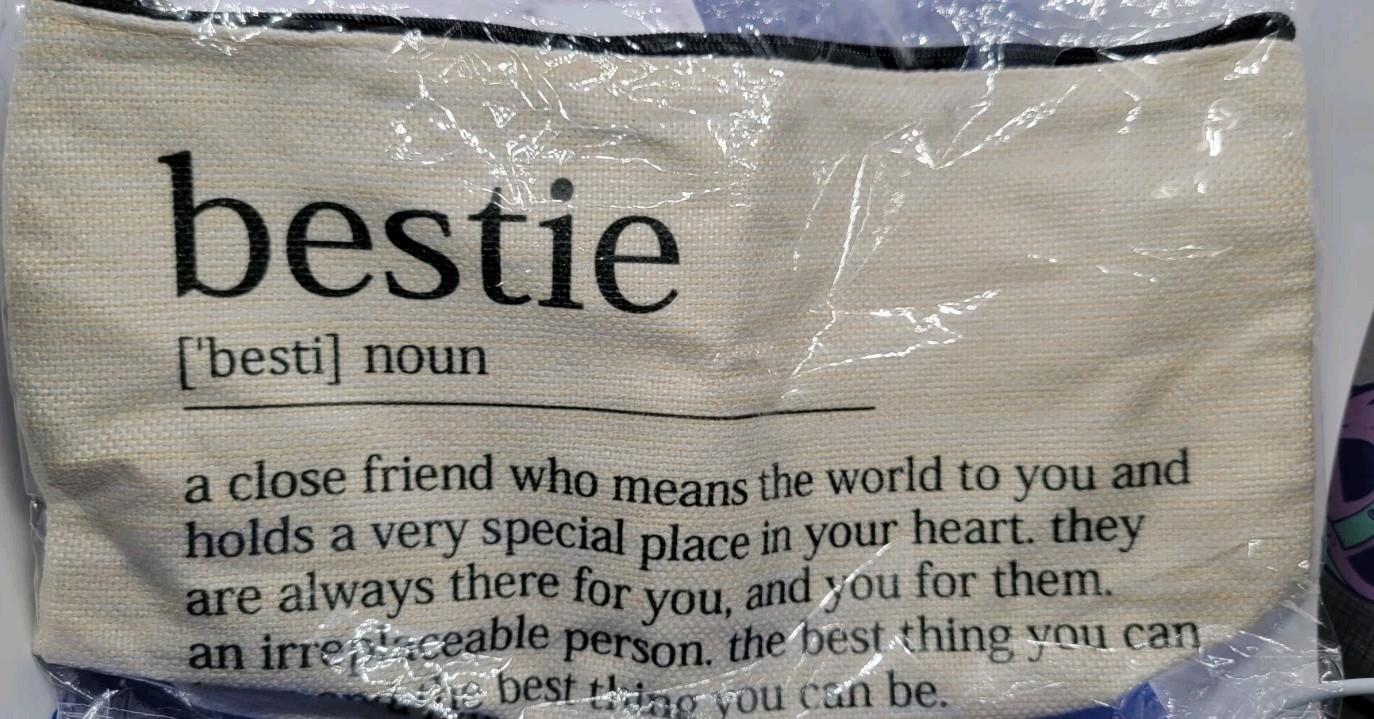 bestie
['besti] noun
a close friend who means the world to you and
holds a very special place in your heart. they
are always there for you, and you for them.
an irreplaceable person. the best thing you can
and the best thing you can be.